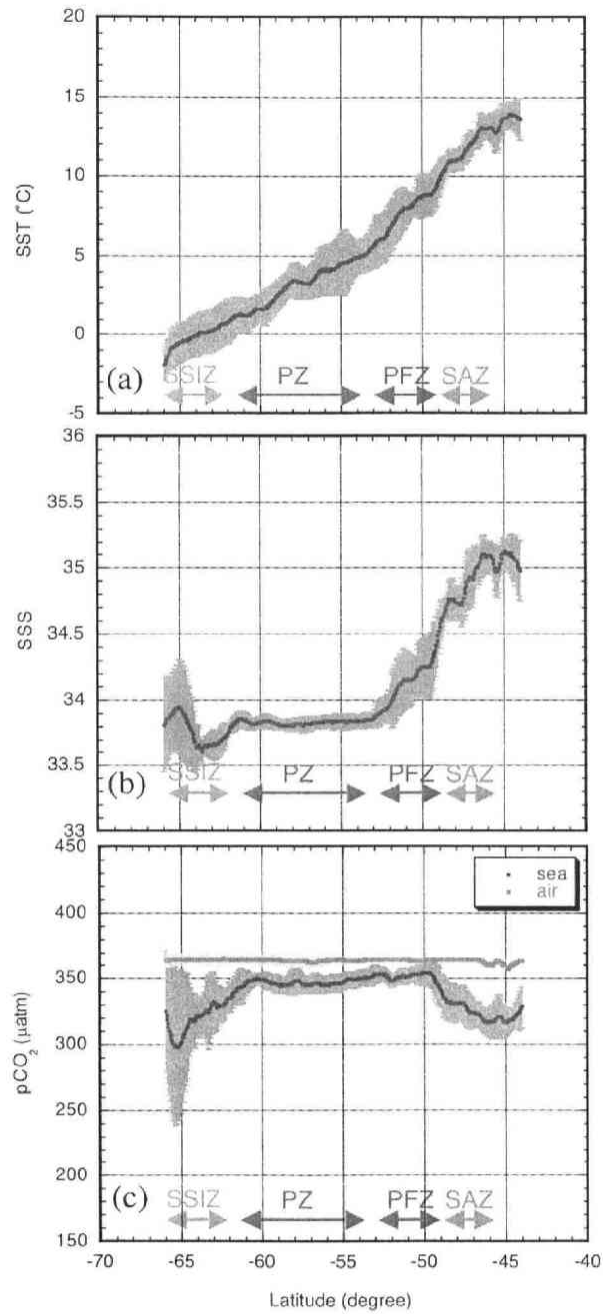 20
15
10
5
0
-5
SST (°C)
(a)
SSIZ
PZ
PFZ
SAZ
36
35.5
35
34.5
34
33.5
33
SSS
(b)
SSIZ
PZ
PFZ
SAZ
450
400
350
300
250
200
150
pCO₂ (µatm)
sea
air
(c)
SSIZ
PZ
PFZ
SAZ
-70 -65 -60 -55 -50 -45 -40
Latitude (degree)